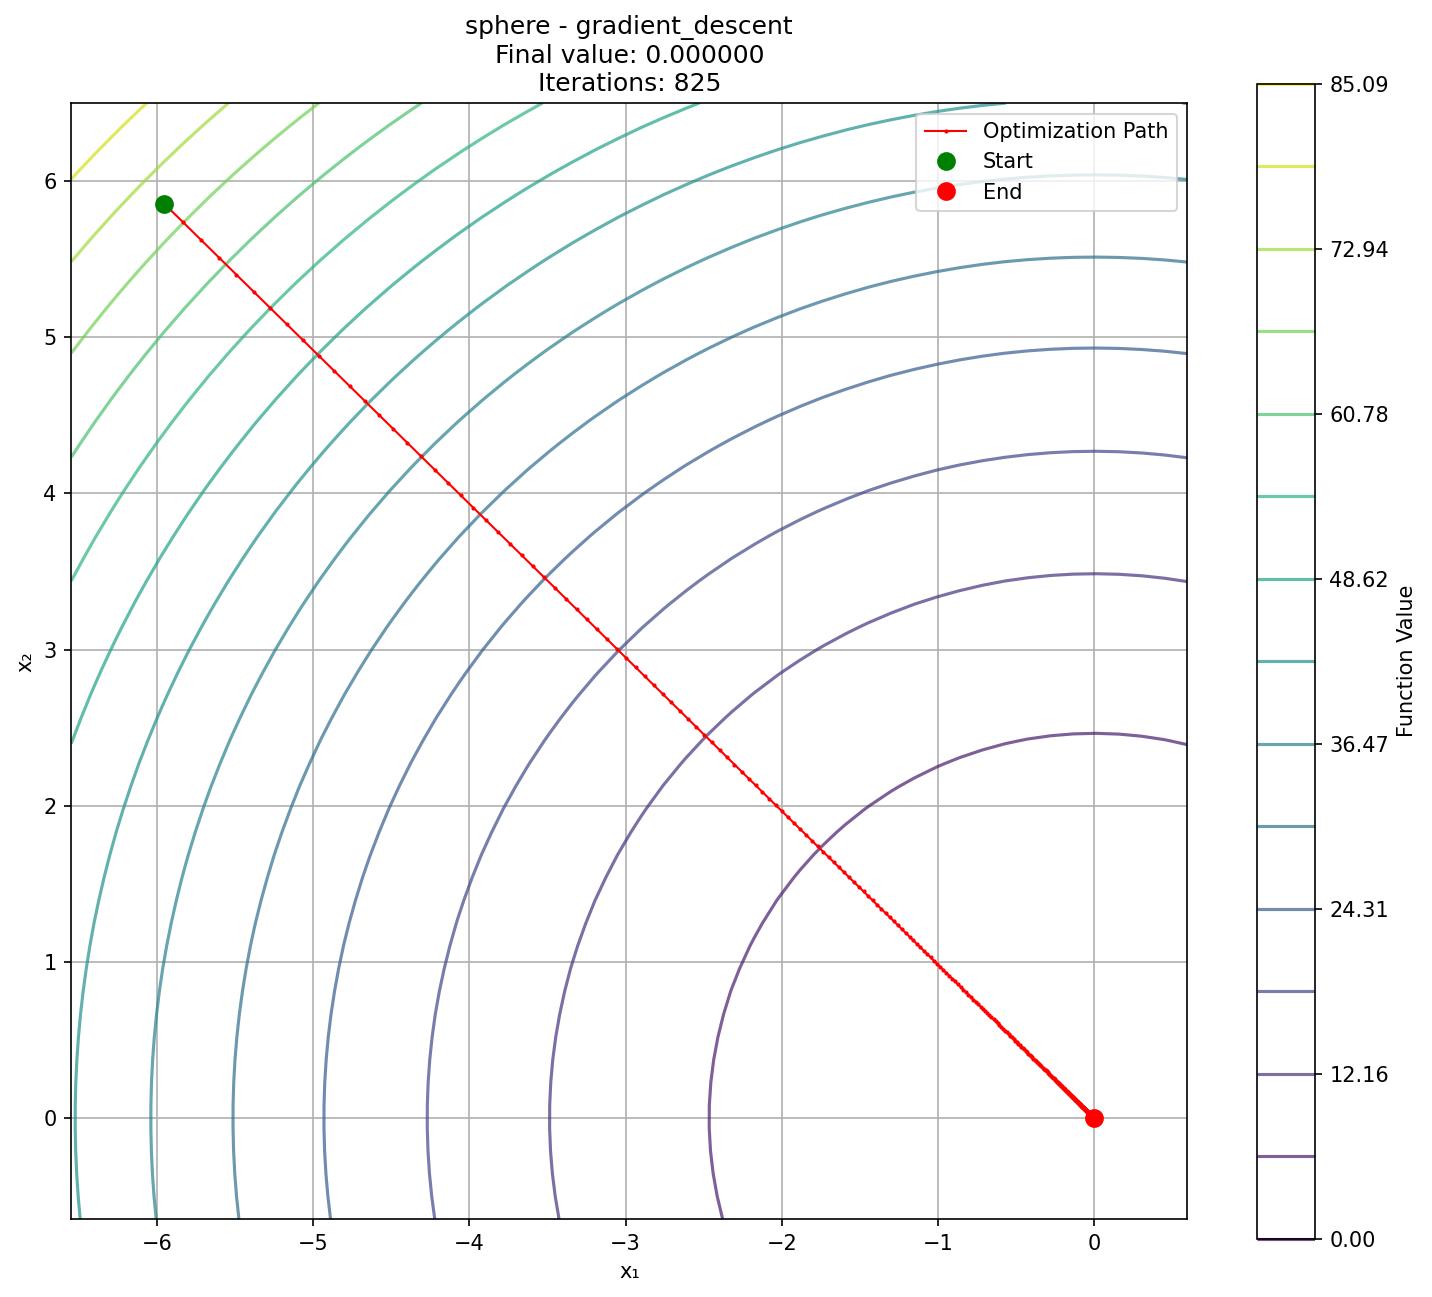 sphere - gradient_descent
Final value: 0.000000
Iterations: 825
Optimization Path
Start
End
x₂
6
5
4
3
2
1
0
−6
−5
−4
−3
−2
−1
0
x₁
85.09
72.94
60.78
48.62
36.47
24.31
12.16
0.00
Function Value